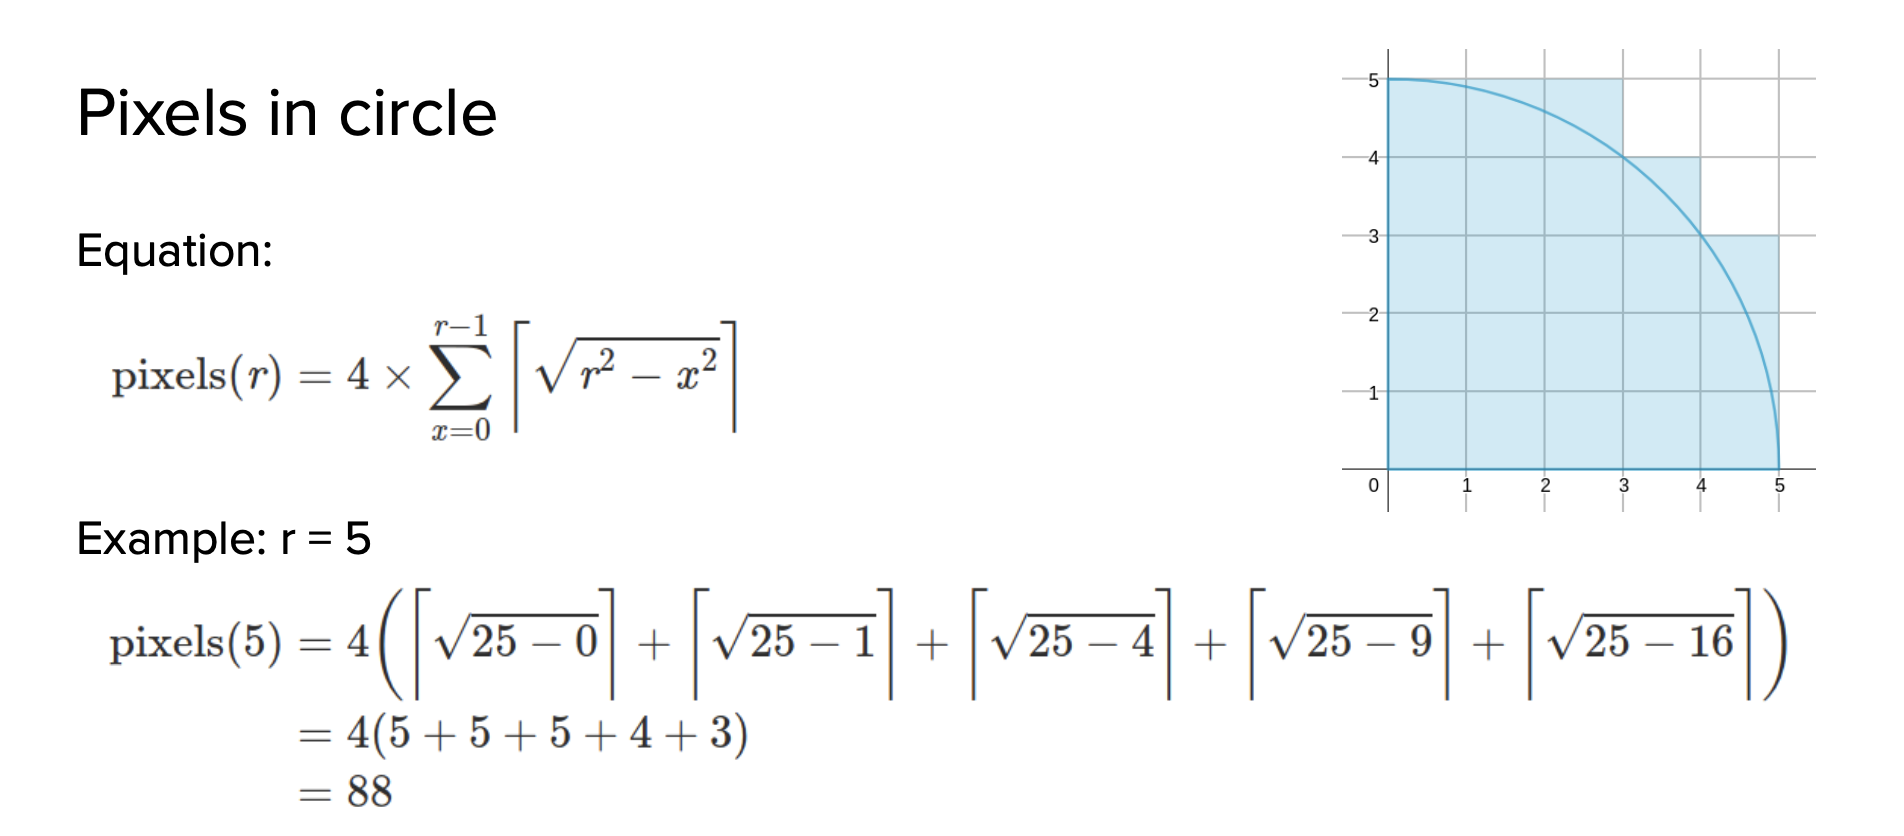 Pixels in circle
Equation:
pixels(r) = 4 × ∑_{x=0}^{r−1} ⌈√(r² − x²)⌉
Example: r = 5
pixels(5) = 4(⌈√(25 − 0)⌉ + ⌈√(25 − 1)⌉ + ⌈√(25 − 4)⌉ + ⌈√(25 − 9)⌉ + ⌈√(25 − 16)⌉)
= 4(5 + 5 + 5 + 4 + 3)
= 88
5
4
3
2
1
0 1 2 3 4 5